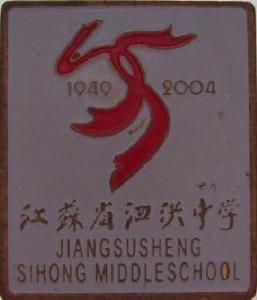 1949 2004
江苏省泗洪中学
JIANGSUSHENG
SIHONG MIDDLESCHOOL